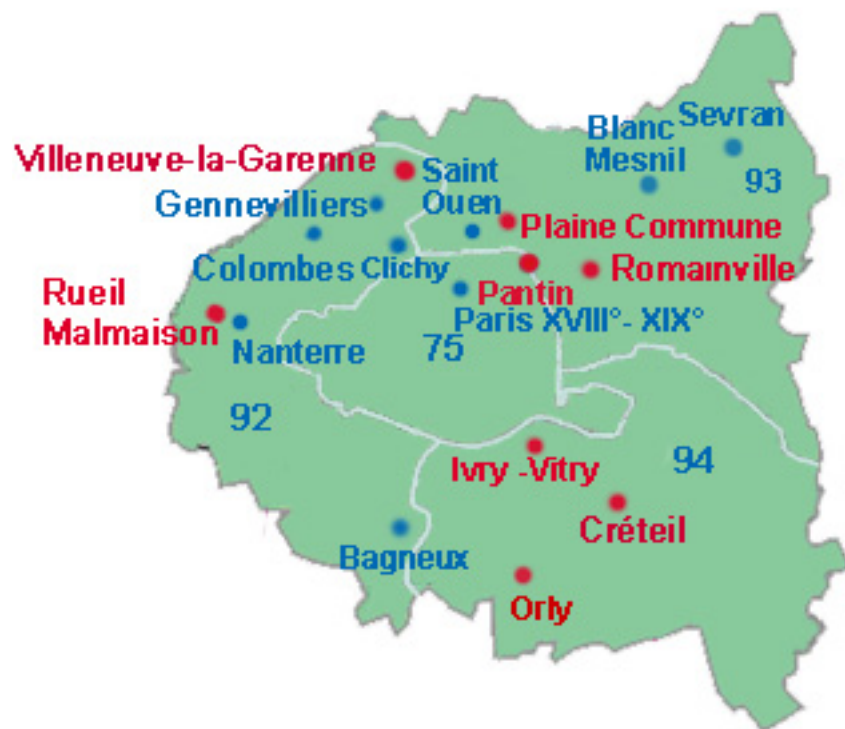 Sevran
Blanc
Mesnil
93
Villeneuve-la-Garenne
Saint
Ouen
Gennevilliers
Plaine Commune
Colombes
Clichy
Romainville
Pantin
Rueil
Malmaison
Paris XVIII°- XIX°
Nanterre
75
92
94
Ivry -Vitry
Créteil
Bagneux
Orly